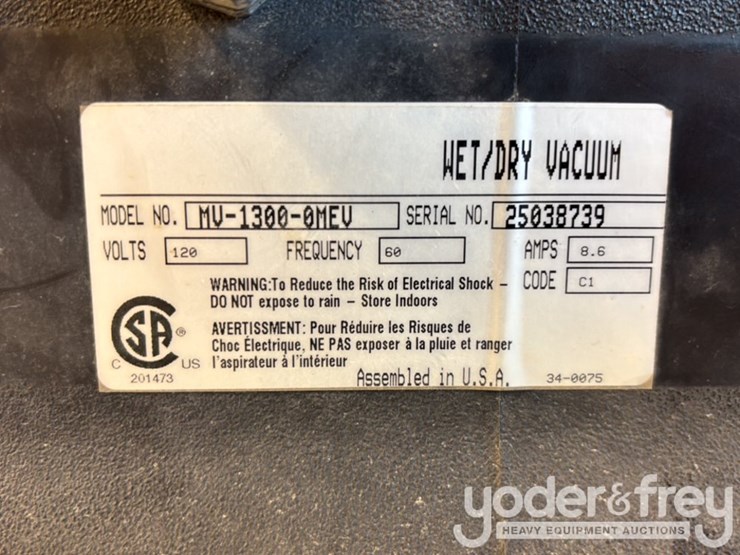 WET/DRY VACUUM
MODEL NO. MV-1300-0MEV SERIAL NO. 25038739
VOLTS 120 FREQUENCY 60 AMPS 8.6
WARNING:To Reduce the Risk of Electrical Shock – CODE C1
DO NOT expose to rain – Store Indoors
AVERTISSMENT: Pour Réduire les Risques de
Choc Électrique, NE PAS exposer à la pluie et ranger
l'aspirateur à l'intérieur
C SA ® US
201473
Assembled in U.S.A. 34-0075
yoder&frey
HEAVY EQUIPMENT AUCTIONS